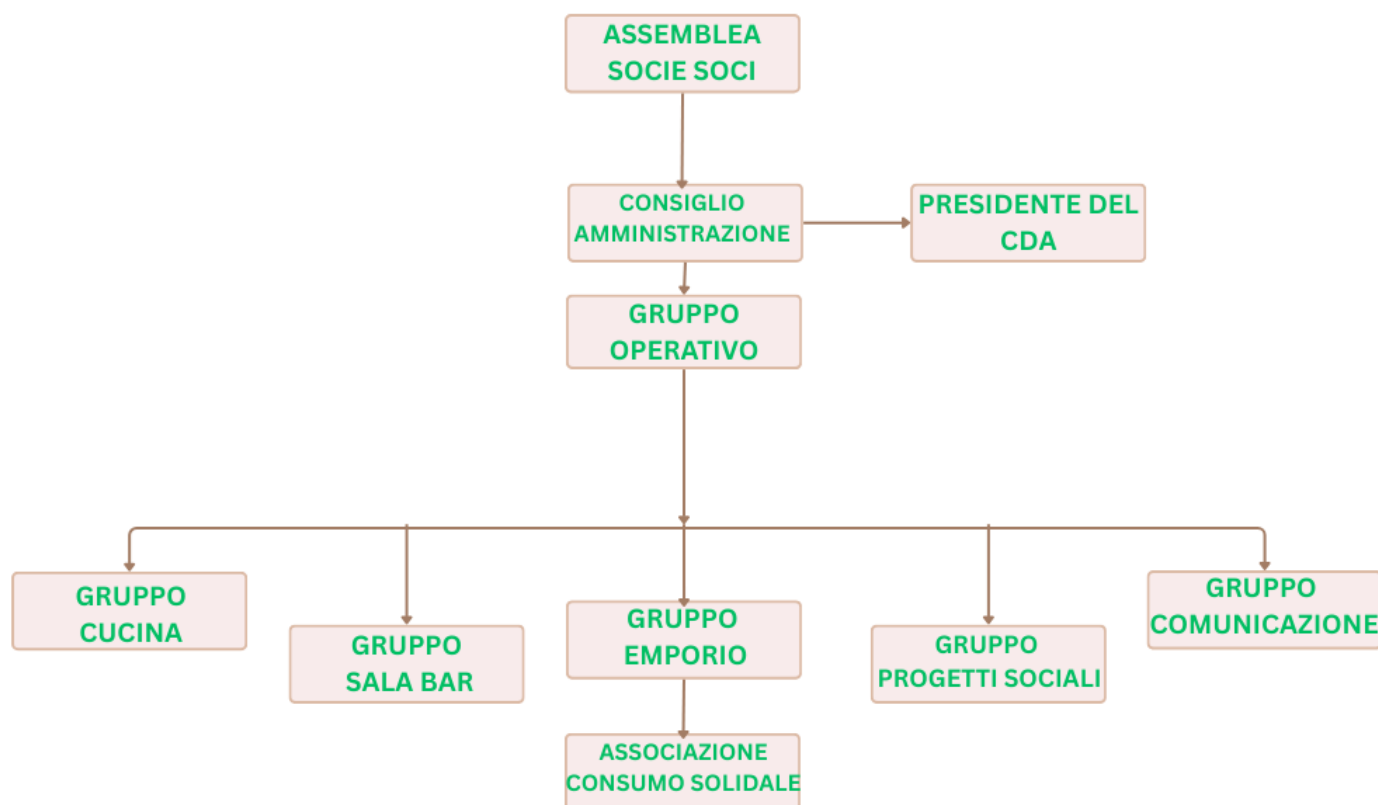 ASSEMBLEA
SOCIE SOCI
CONSIGLIO
AMMINISTRAZIONE
PRESIDENTE DEL
CDA
GRUPPO
OPERATIVO
GRUPPO
CUCINA
GRUPPO
SALA BAR
GRUPPO
EMPORIO
GRUPPO
PROGETTI SOCIALI
GRUPPO
COMUNICAZIONE
ASSOCIAZIONE
CONSUMO SOLIDALE